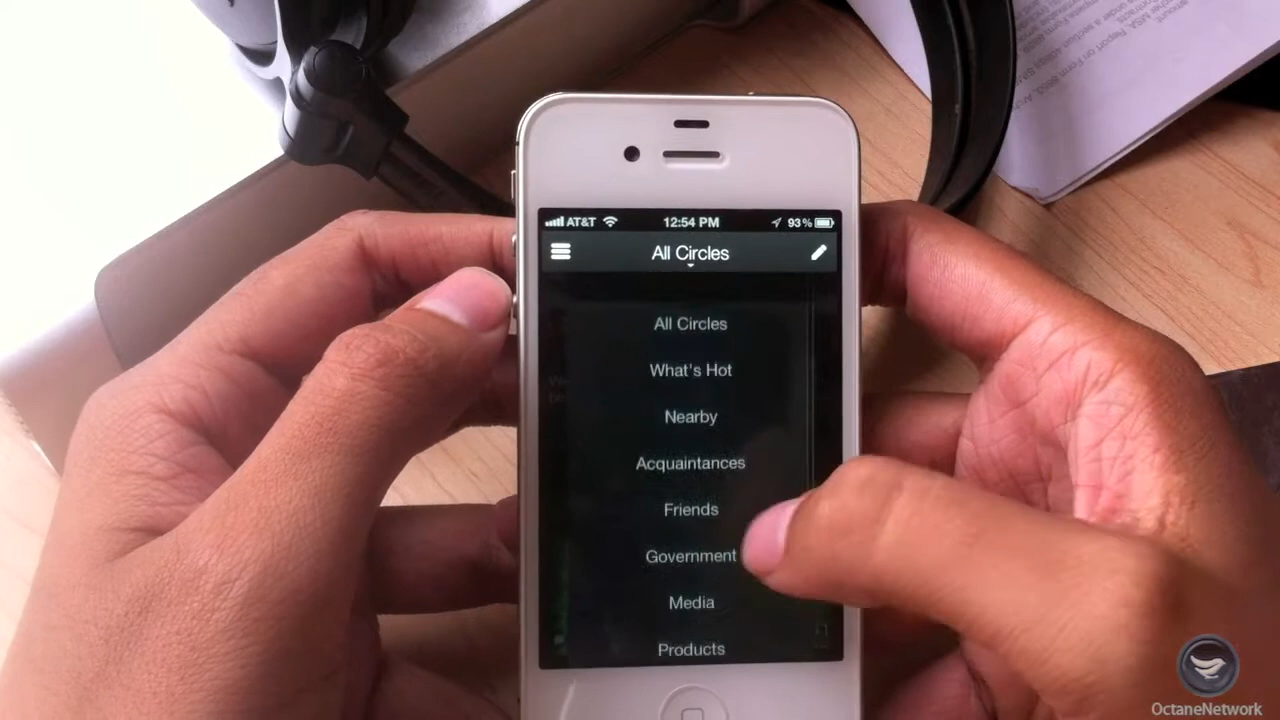 AT&T 12:54 PM 93%
All Circles
All Circles
What's Hot
Nearby
Acquaintances
Friends
Government
Media
Products
OctaneNetwork